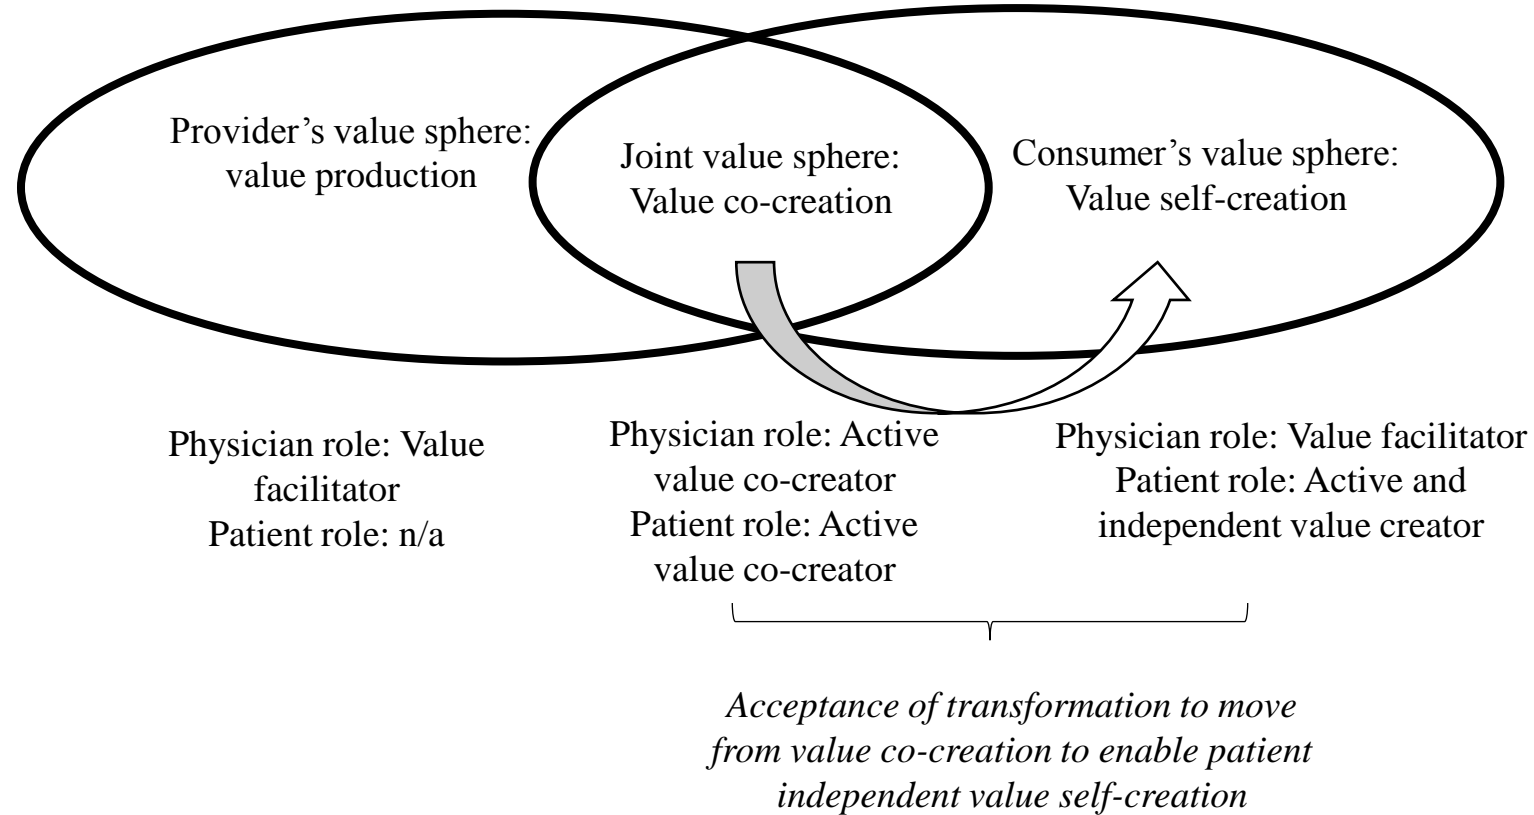 Provider’s value sphere:
value production
Joint value sphere:
Value co-creation
Consumer’s value sphere:
Value self-creation
Physician role: Value
facilitator
Patient role: n/a
Physician role: Active
value co-creator
Patient role: Active
value co-creator
Physician role: Value facilitator
Patient role: Active and
independent value creator
Acceptance of transformation to move
from value co-creation to enable patient
independent value self-creation